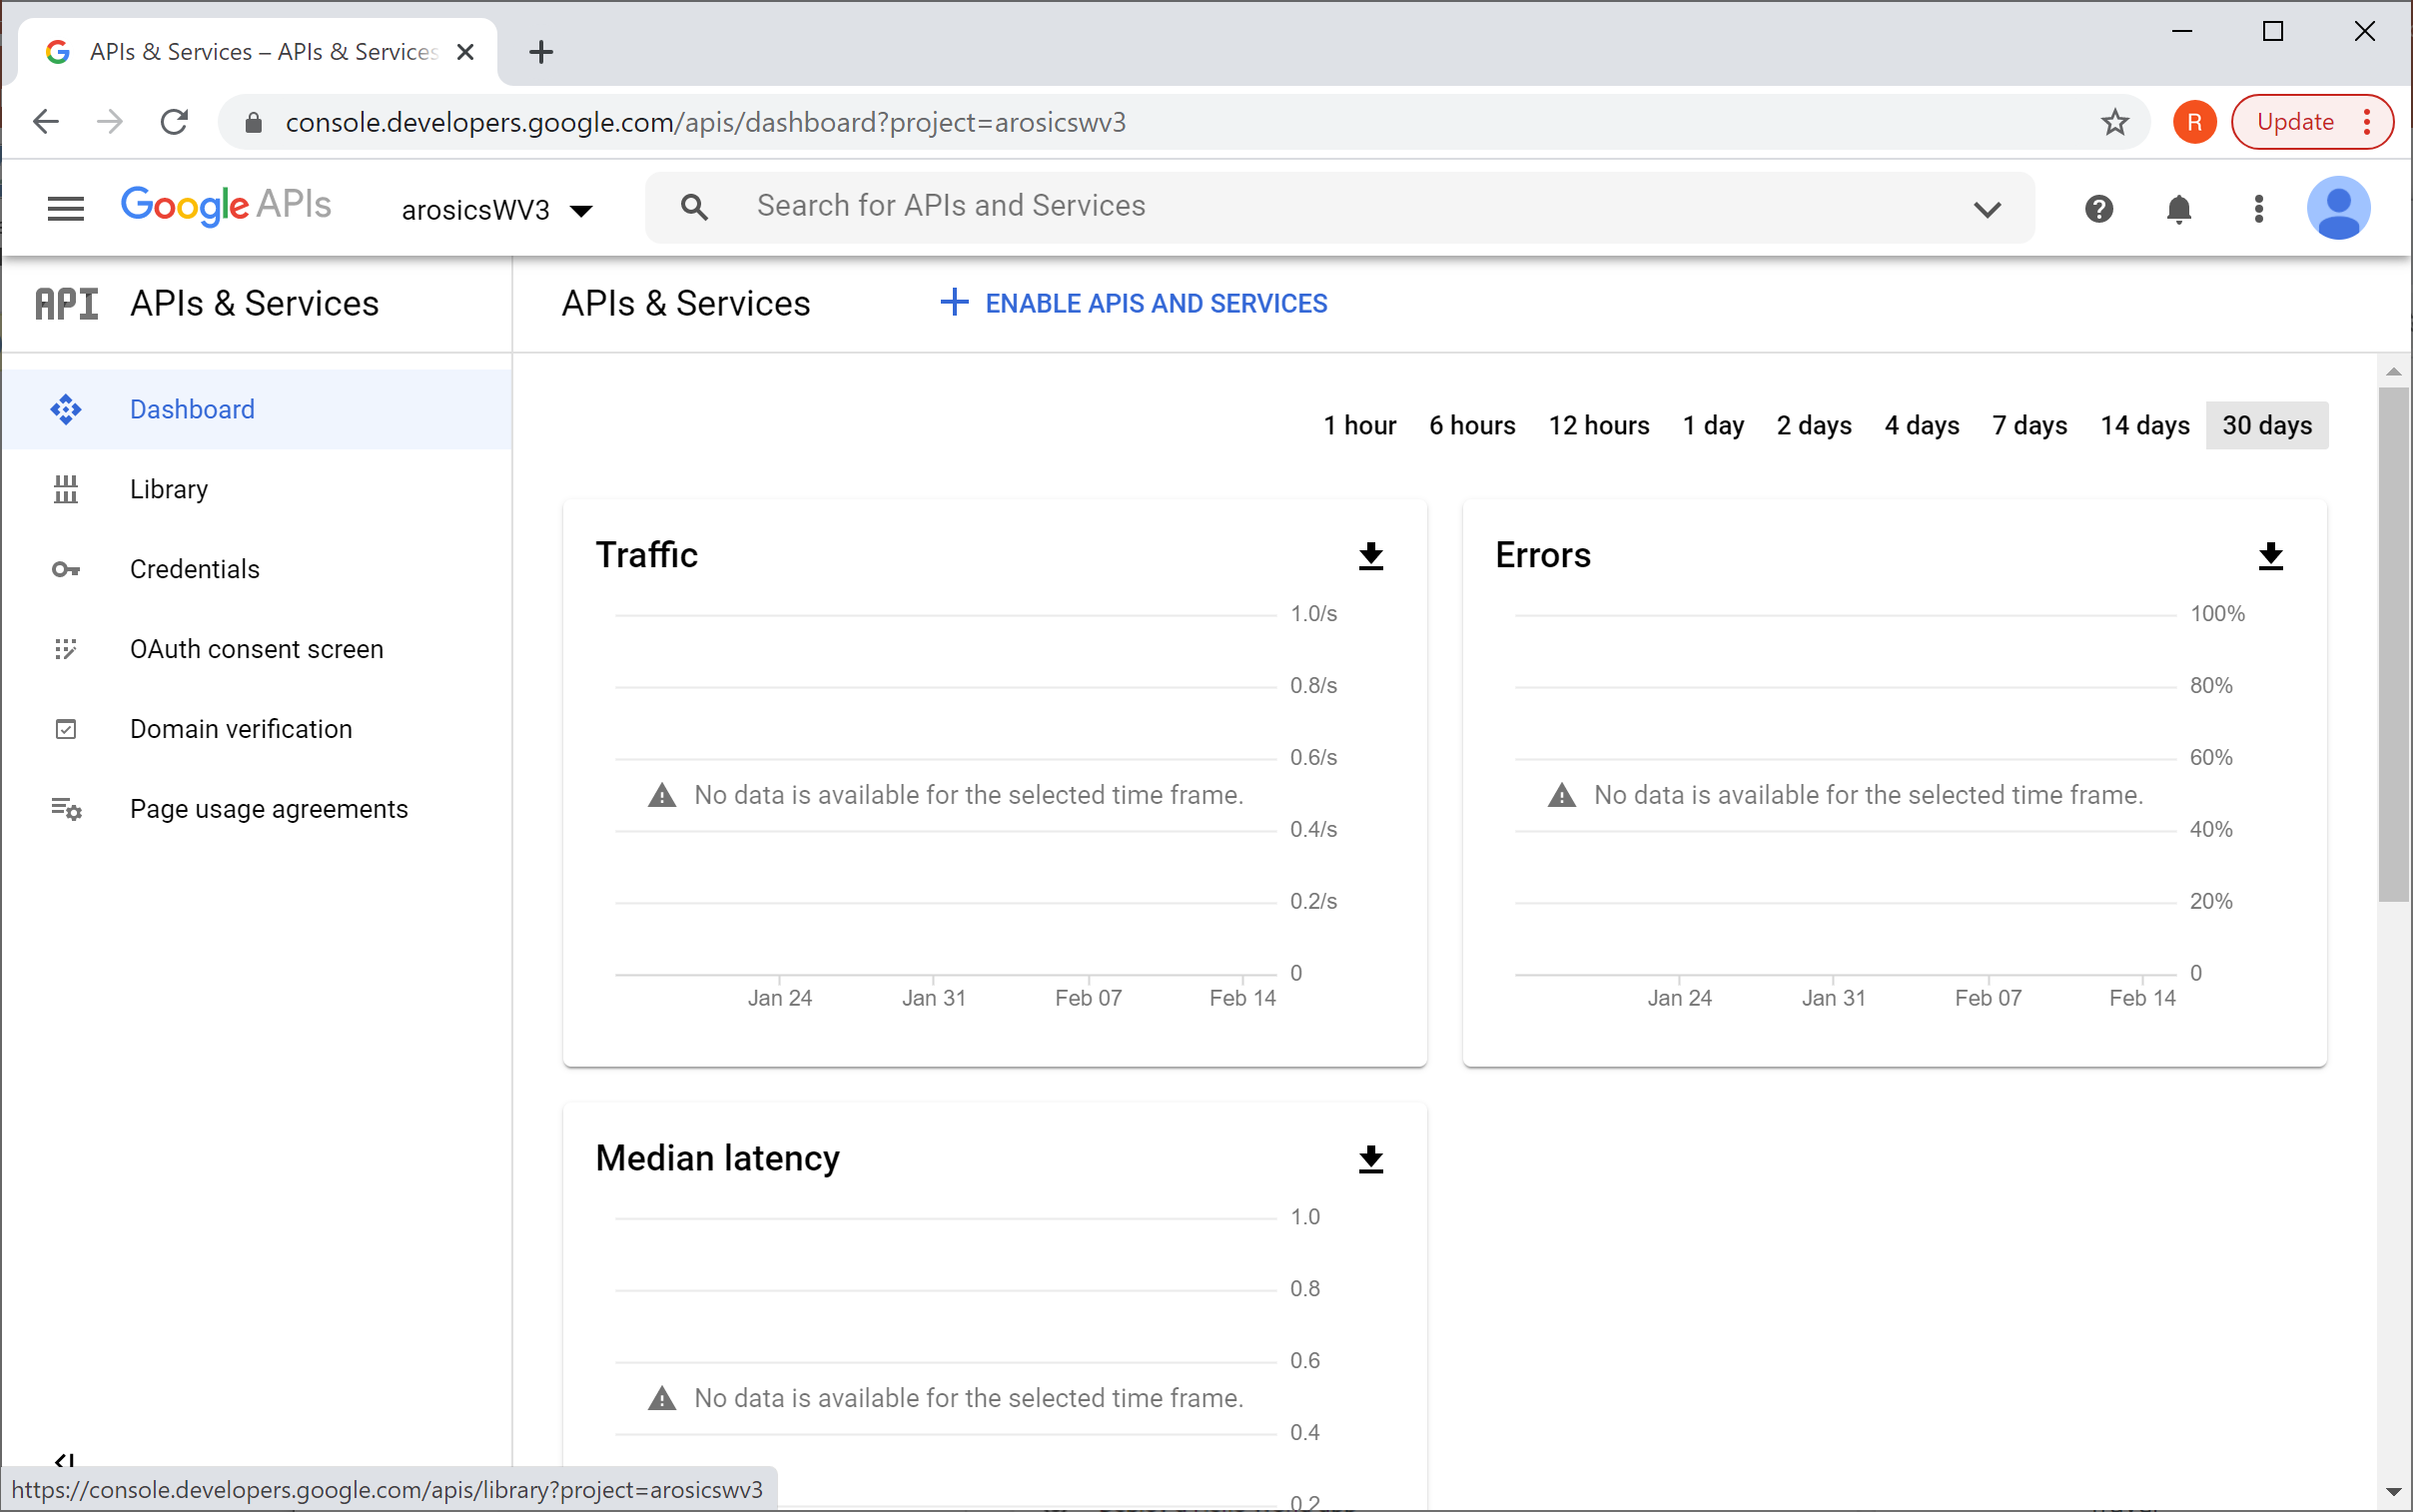 APIs & Services – APIs & Services
console.developers.google.com/apis/dashboard?project=arosicswv3
R
Update
Google APIs
arosicsWV3
Search for APIs and Services
API
APIs & Services
APIs & Services
ENABLE APIS AND SERVICES
Dashboard
Library
Credentials
OAuth consent screen
Domain verification
Page usage agreements
1 hour 6 hours 12 hours 1 day 2 days 4 days 7 days 14 days 30 days
Traffic
1.0/s
0.8/s
0.6/s
No data is available for the selected time frame.
0.4/s
0.2/s
0
Jan 24 Jan 31 Feb 07 Feb 14
Errors
100%
80%
60%
No data is available for the selected time frame.
40%
20%
0
Jan 24 Jan 31 Feb 07 Feb 14
Median latency
1.0
0.8
0.6
No data is available for the selected time frame.
0.4
0.2
https://console.developers.google.com/apis/library?project=arosicswv3